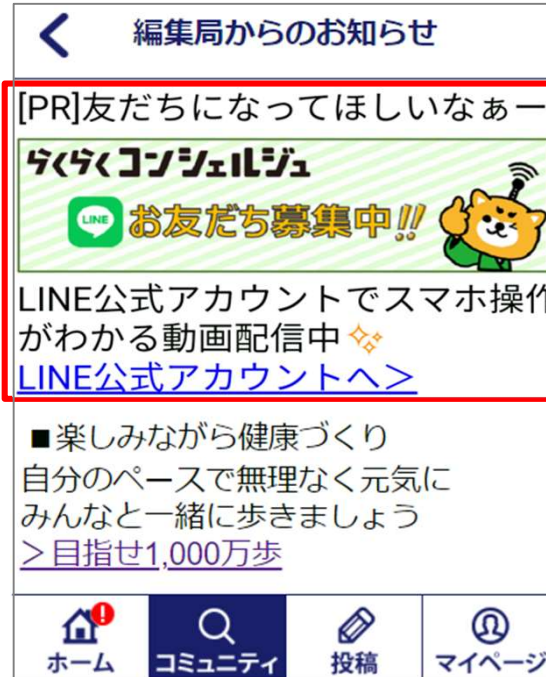 編集局からのお知らせ
[PR]友だちになってほしいなぁー
らくらくコンシェルジュ
LINE
お友だち募集中!!
LINE公式アカウントでスマホ操作
がわかる動画配信中✨
LINE公式アカウントへ＞
■楽しみながら健康づくり
自分のペースで無理なく元気に
みんなと一緒に歩きましょう
＞目指せ1,000万歩
!
ホーム
コミュニティ
投稿
マイページ